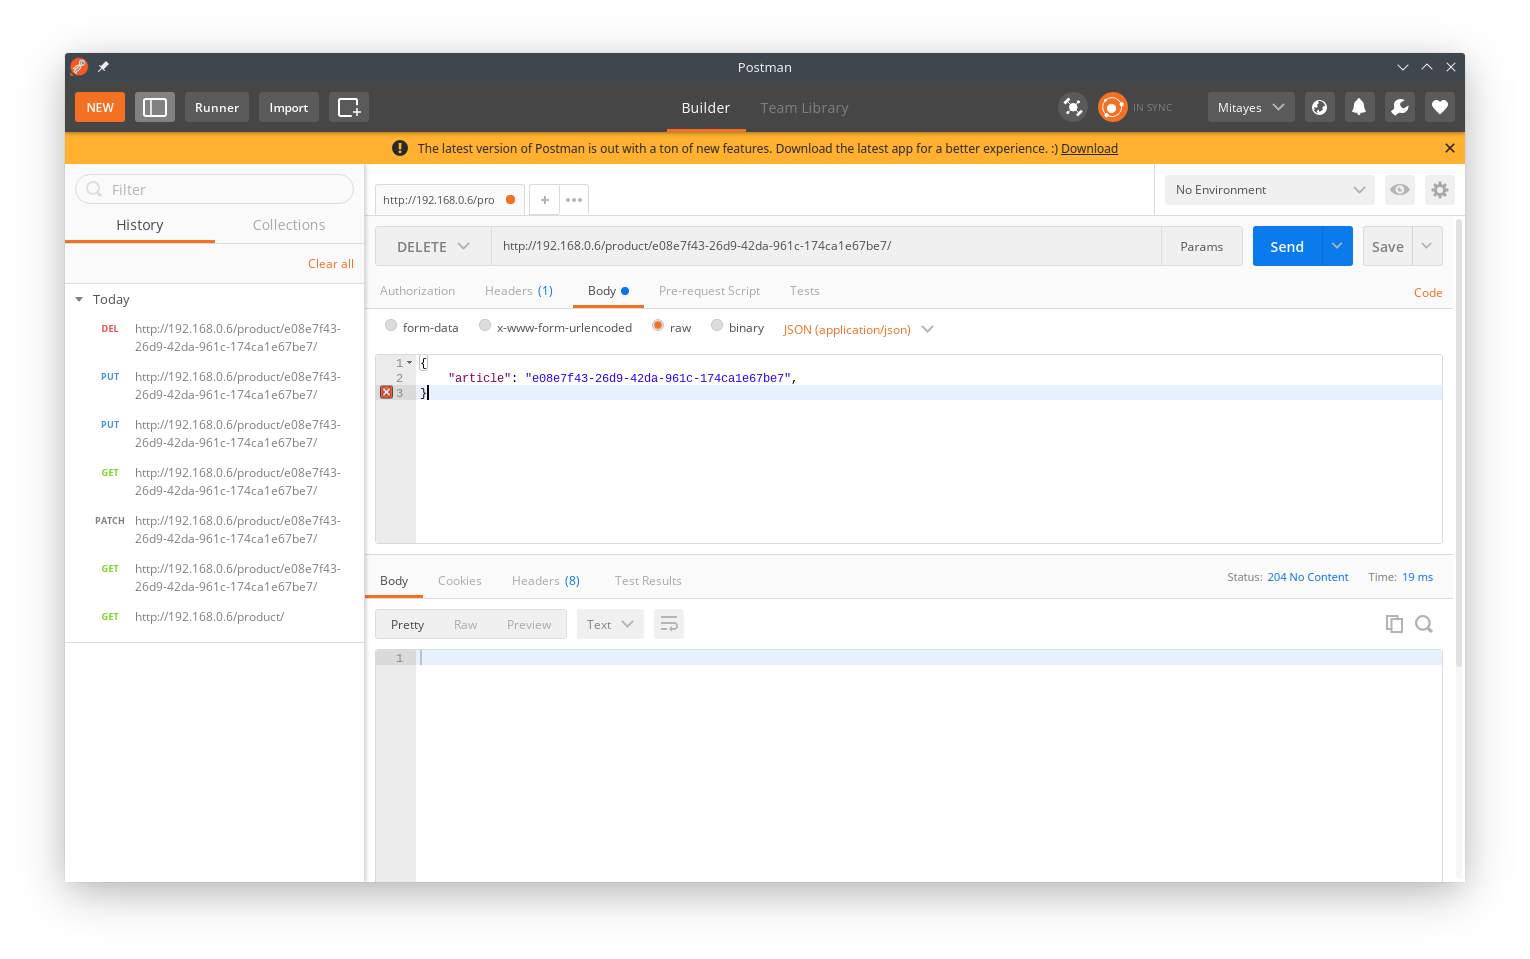 Postman
NEW Runner Import Builder Team Library IN SYNC Mitayes
The latest version of Postman is out with a ton of new features. Download the latest app for a better experience. :) Download
Filter
History Collections
Clear all
Today
DEL http://192.168.0.6/product/e08e7f43-
26d9-42da-961c-174ca1e67be7/
PUT http://192.168.0.6/product/e08e7f43-
26d9-42da-961c-174ca1e67be7/
PUT http://192.168.0.6/product/e08e7f43-
26d9-42da-961c-174ca1e67be7/
GET http://192.168.0.6/product/e08e7f43-
26d9-42da-961c-174ca1e67be7/
PATCH http://192.168.0.6/product/e08e7f43-
26d9-42da-961c-174ca1e67be7/
GET http://192.168.0.6/product/e08e7f43-
26d9-42da-961c-174ca1e67be7/
GET http://192.168.0.6/product/
http://192.168.0.6/pro + ••• No Environment
DELETE http://192.168.0.6/product/e08e7f43-26d9-42da-961c-174ca1e67be7/ Params Send Save
Authorization Headers (1) Body Pre-request Script Tests Code
form-data x-www-form-urlencoded raw binary JSON (application/json)
1 {
2 "article": "e08e7f43-26d9-42da-961c-174ca1e67be7",
3 }
Body Cookies Headers (8) Test Results Status: 204 No Content Time: 19 ms
Pretty Raw Preview Text
1